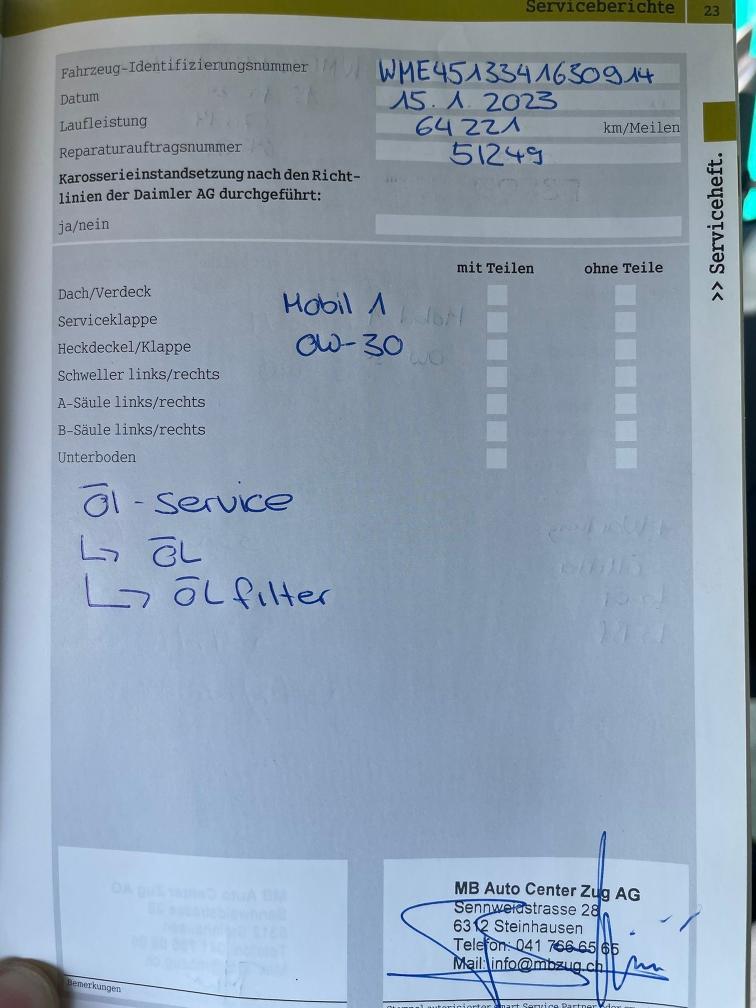 Serviceberichte 23
Fahrzeug-Identifizierungsnummer WME4513341630914
Datum 15.1.2023
Laufleistung 64221 km/Meilen
Reparaturauftragsnummer 51249
Karosserieinstandsetzung nach den Richt-
linien der Daimler AG durchgeführt:
ja/nein
>> Serviceheft.
mit Teilen ohne Teile
Dach/Verdeck
Mobil 1
Serviceklappe
Heckdeckel/Klappe 0W-30
Schweller links/rechts
A-Säule links/rechts
B-Säule links/rechts
Unterboden
Öl-Service
↳ ÖL
↳ ÖLfilter
MB Auto Center Zug AG
Sennweidstrasse 28
6312 Steinhausen
Telefon: 041 766 65 65
Mail: info@mbzug.ch
Bemerkungen